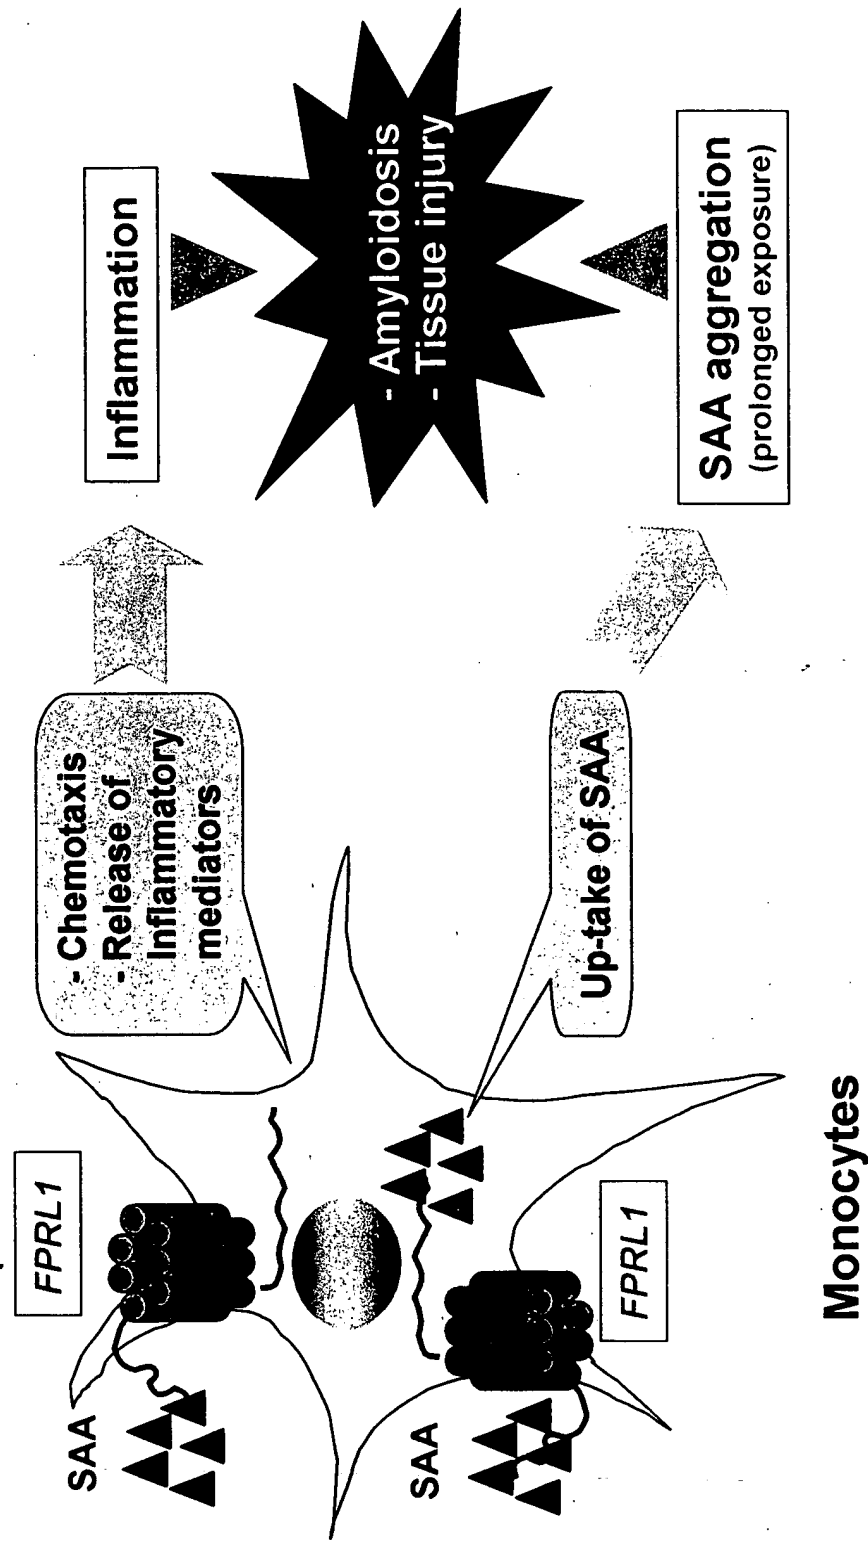 SAA
FPRL1
- Chemotaxis
- Release of
Inflammatory
mediators
Inflammation
- Amyloidosis
- Tissue injury
SAA
FPRL1
Up-take of SAA
SAA aggregation
(prolonged exposure)
Monocytes